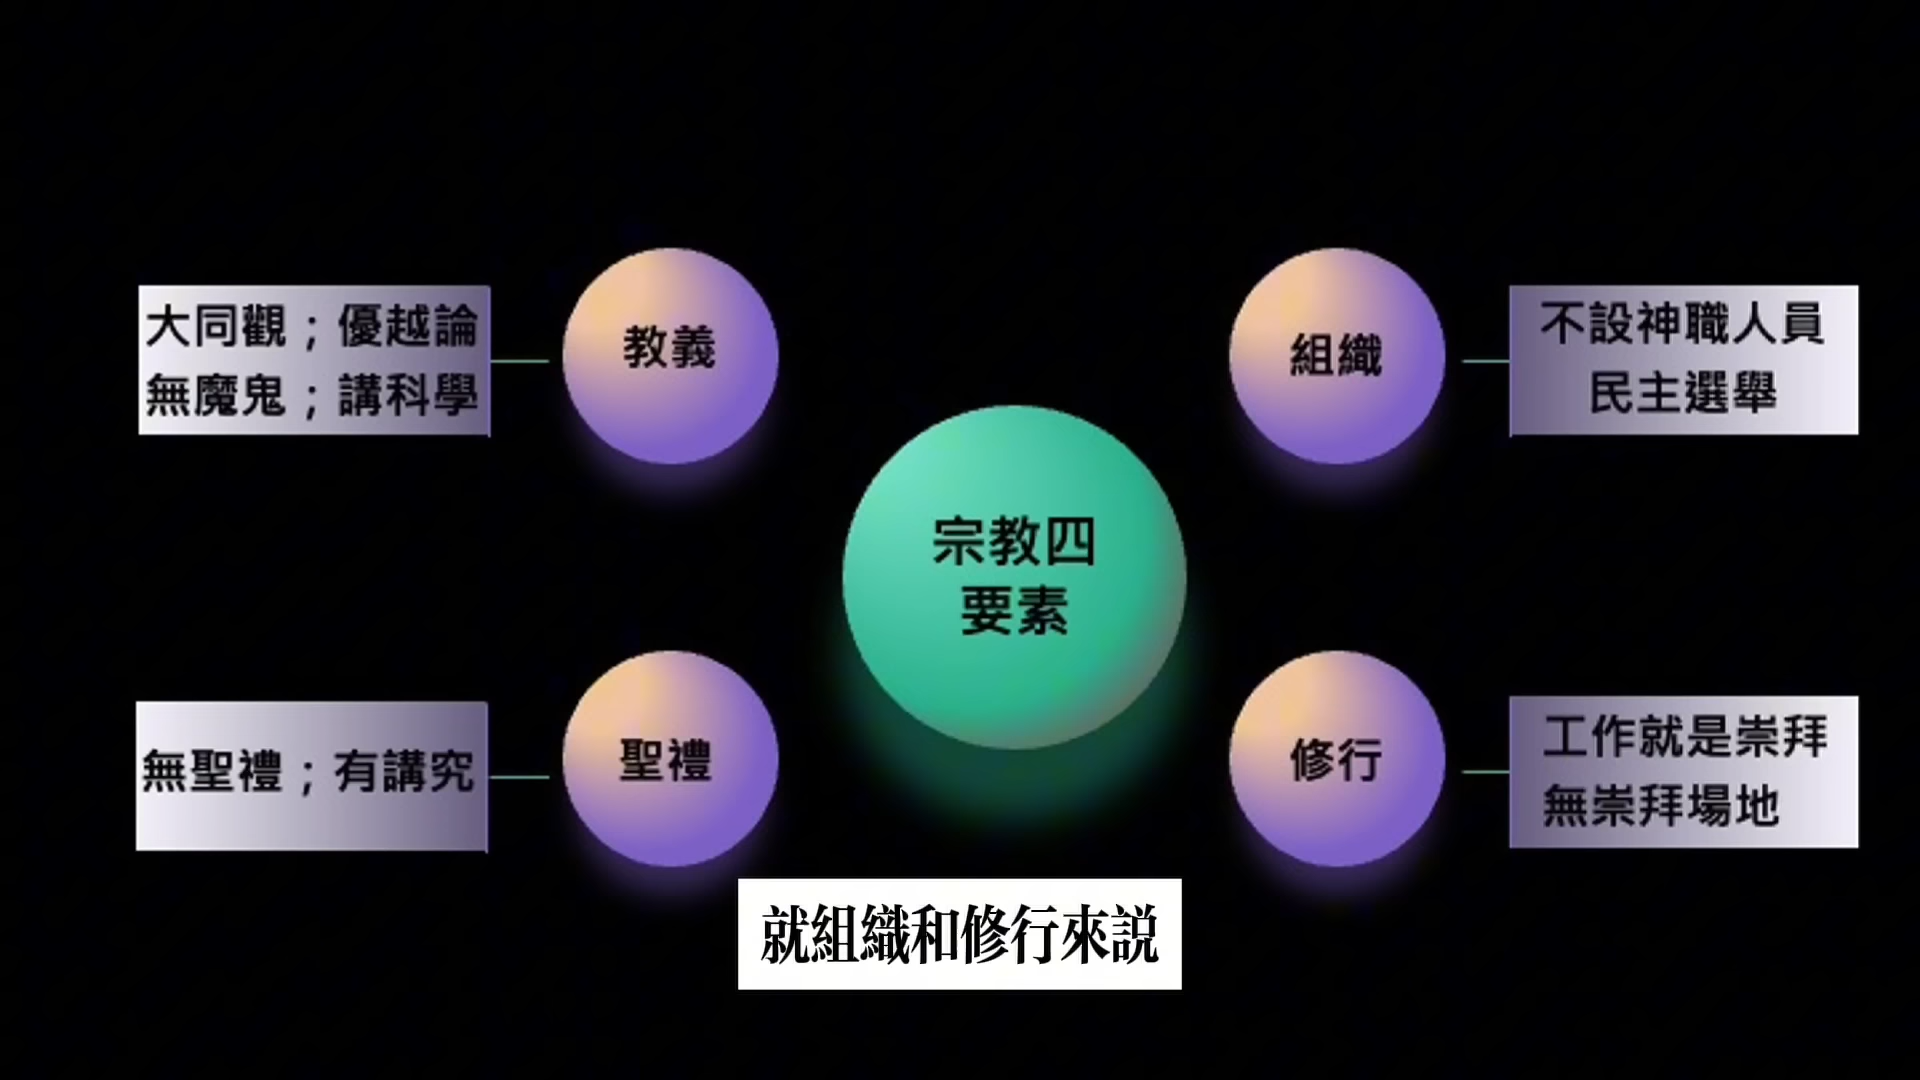 大同觀；優越論
無魔鬼；講科學
教義
組織
不設神職人員
民主選舉
宗教四
要素
無聖禮；有講究
聖禮
修行
工作就是崇拜
無崇拜場地
就組織和修行來説